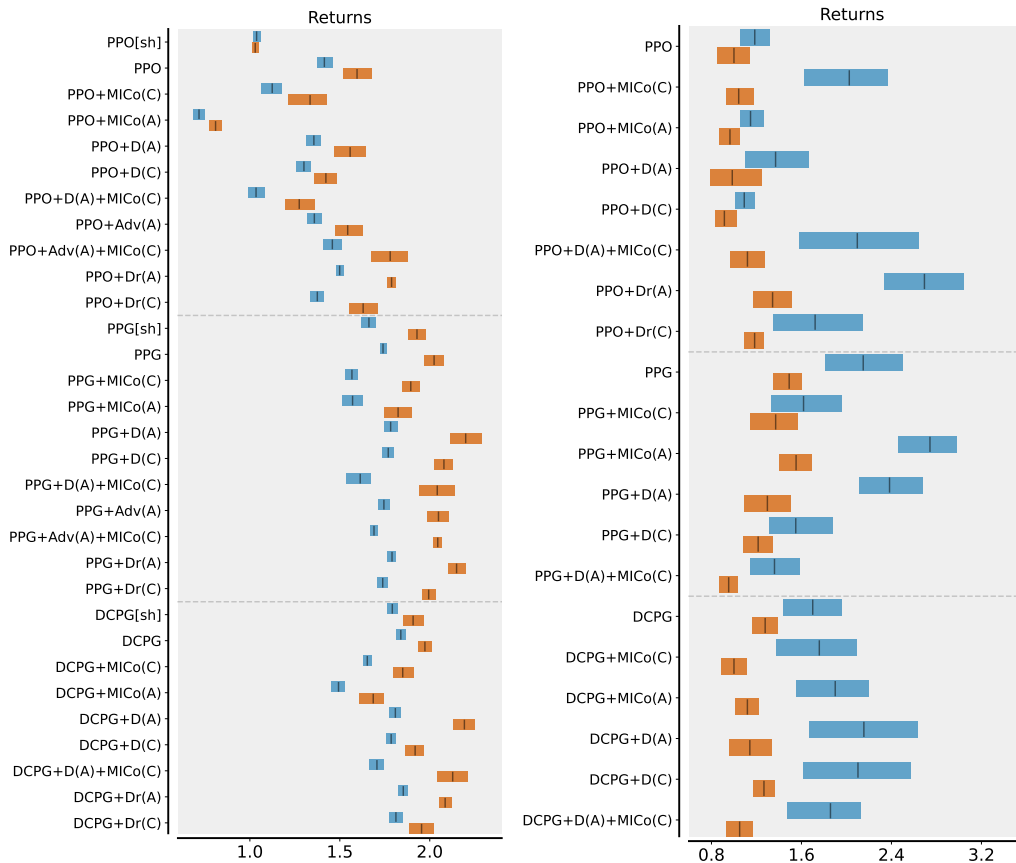 Returns
PPO[sh]
PPO
PPO+MICo(C)
PPO+MICo(A)
PPO+D(A)
PPO+D(C)
PPO+D(A)+MICo(C)
PPO+Adv(A)
PPO+Adv(A)+MICo(C)
PPO+Dr(A)
PPO+Dr(C)
PPG[sh]
PPG
PPG+MICo(C)
PPG+MICo(A)
PPG+D(A)
PPG+D(C)
PPG+D(A)+MICo(C)
PPG+Adv(A)
PPG+Adv(A)+MICo(C)
PPG+Dr(A)
PPG+Dr(C)
DCPG[sh]
DCPG
DCPG+MICo(C)
DCPG+MICo(A)
DCPG+D(A)
DCPG+D(C)
DCPG+D(A)+MICo(C)
DCPG+Dr(A)
DCPG+Dr(C)
1.0 1.5 2.0
Returns
PPO
PPO+MICo(C)
PPO+MICo(A)
PPO+D(A)
PPO+D(C)
PPO+D(A)+MICo(C)
PPO+Dr(A)
PPO+Dr(C)
PPG
PPG+MICo(C)
PPG+MICo(A)
PPG+D(A)
PPG+D(C)
PPG+D(A)+MICo(C)
DCPG
DCPG+MICo(C)
DCPG+MICo(A)
DCPG+D(A)
DCPG+D(C)
DCPG+D(A)+MICo(C)
0.8 1.6 2.4 3.2